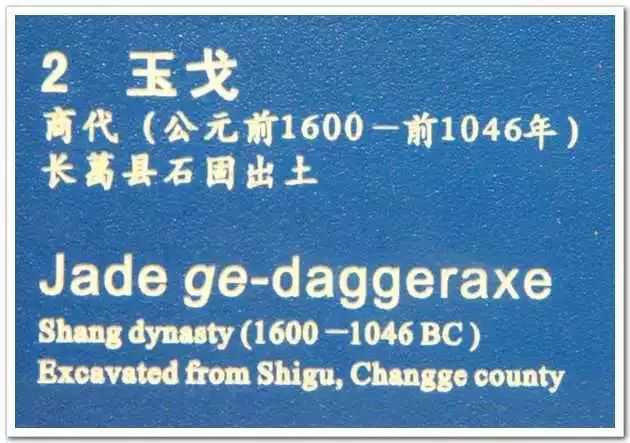 2 玉戈
商代（公元前1600－前1046年）
长葛县石固出土
Jade ge-daggeraxe
Shang dynasty (1600－1046 BC)
Excavated from Shigu, Changge county